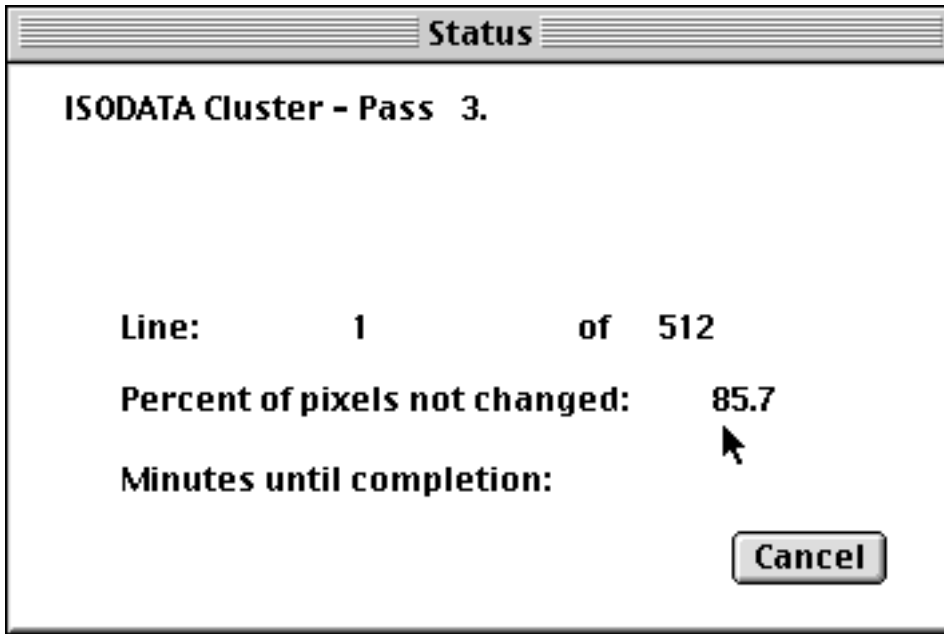 Status
ISODATA Cluster - Pass 3.
Line: 1 of 512
Percent of pixels not changed: 85.7
Minutes until completion:
Cancel